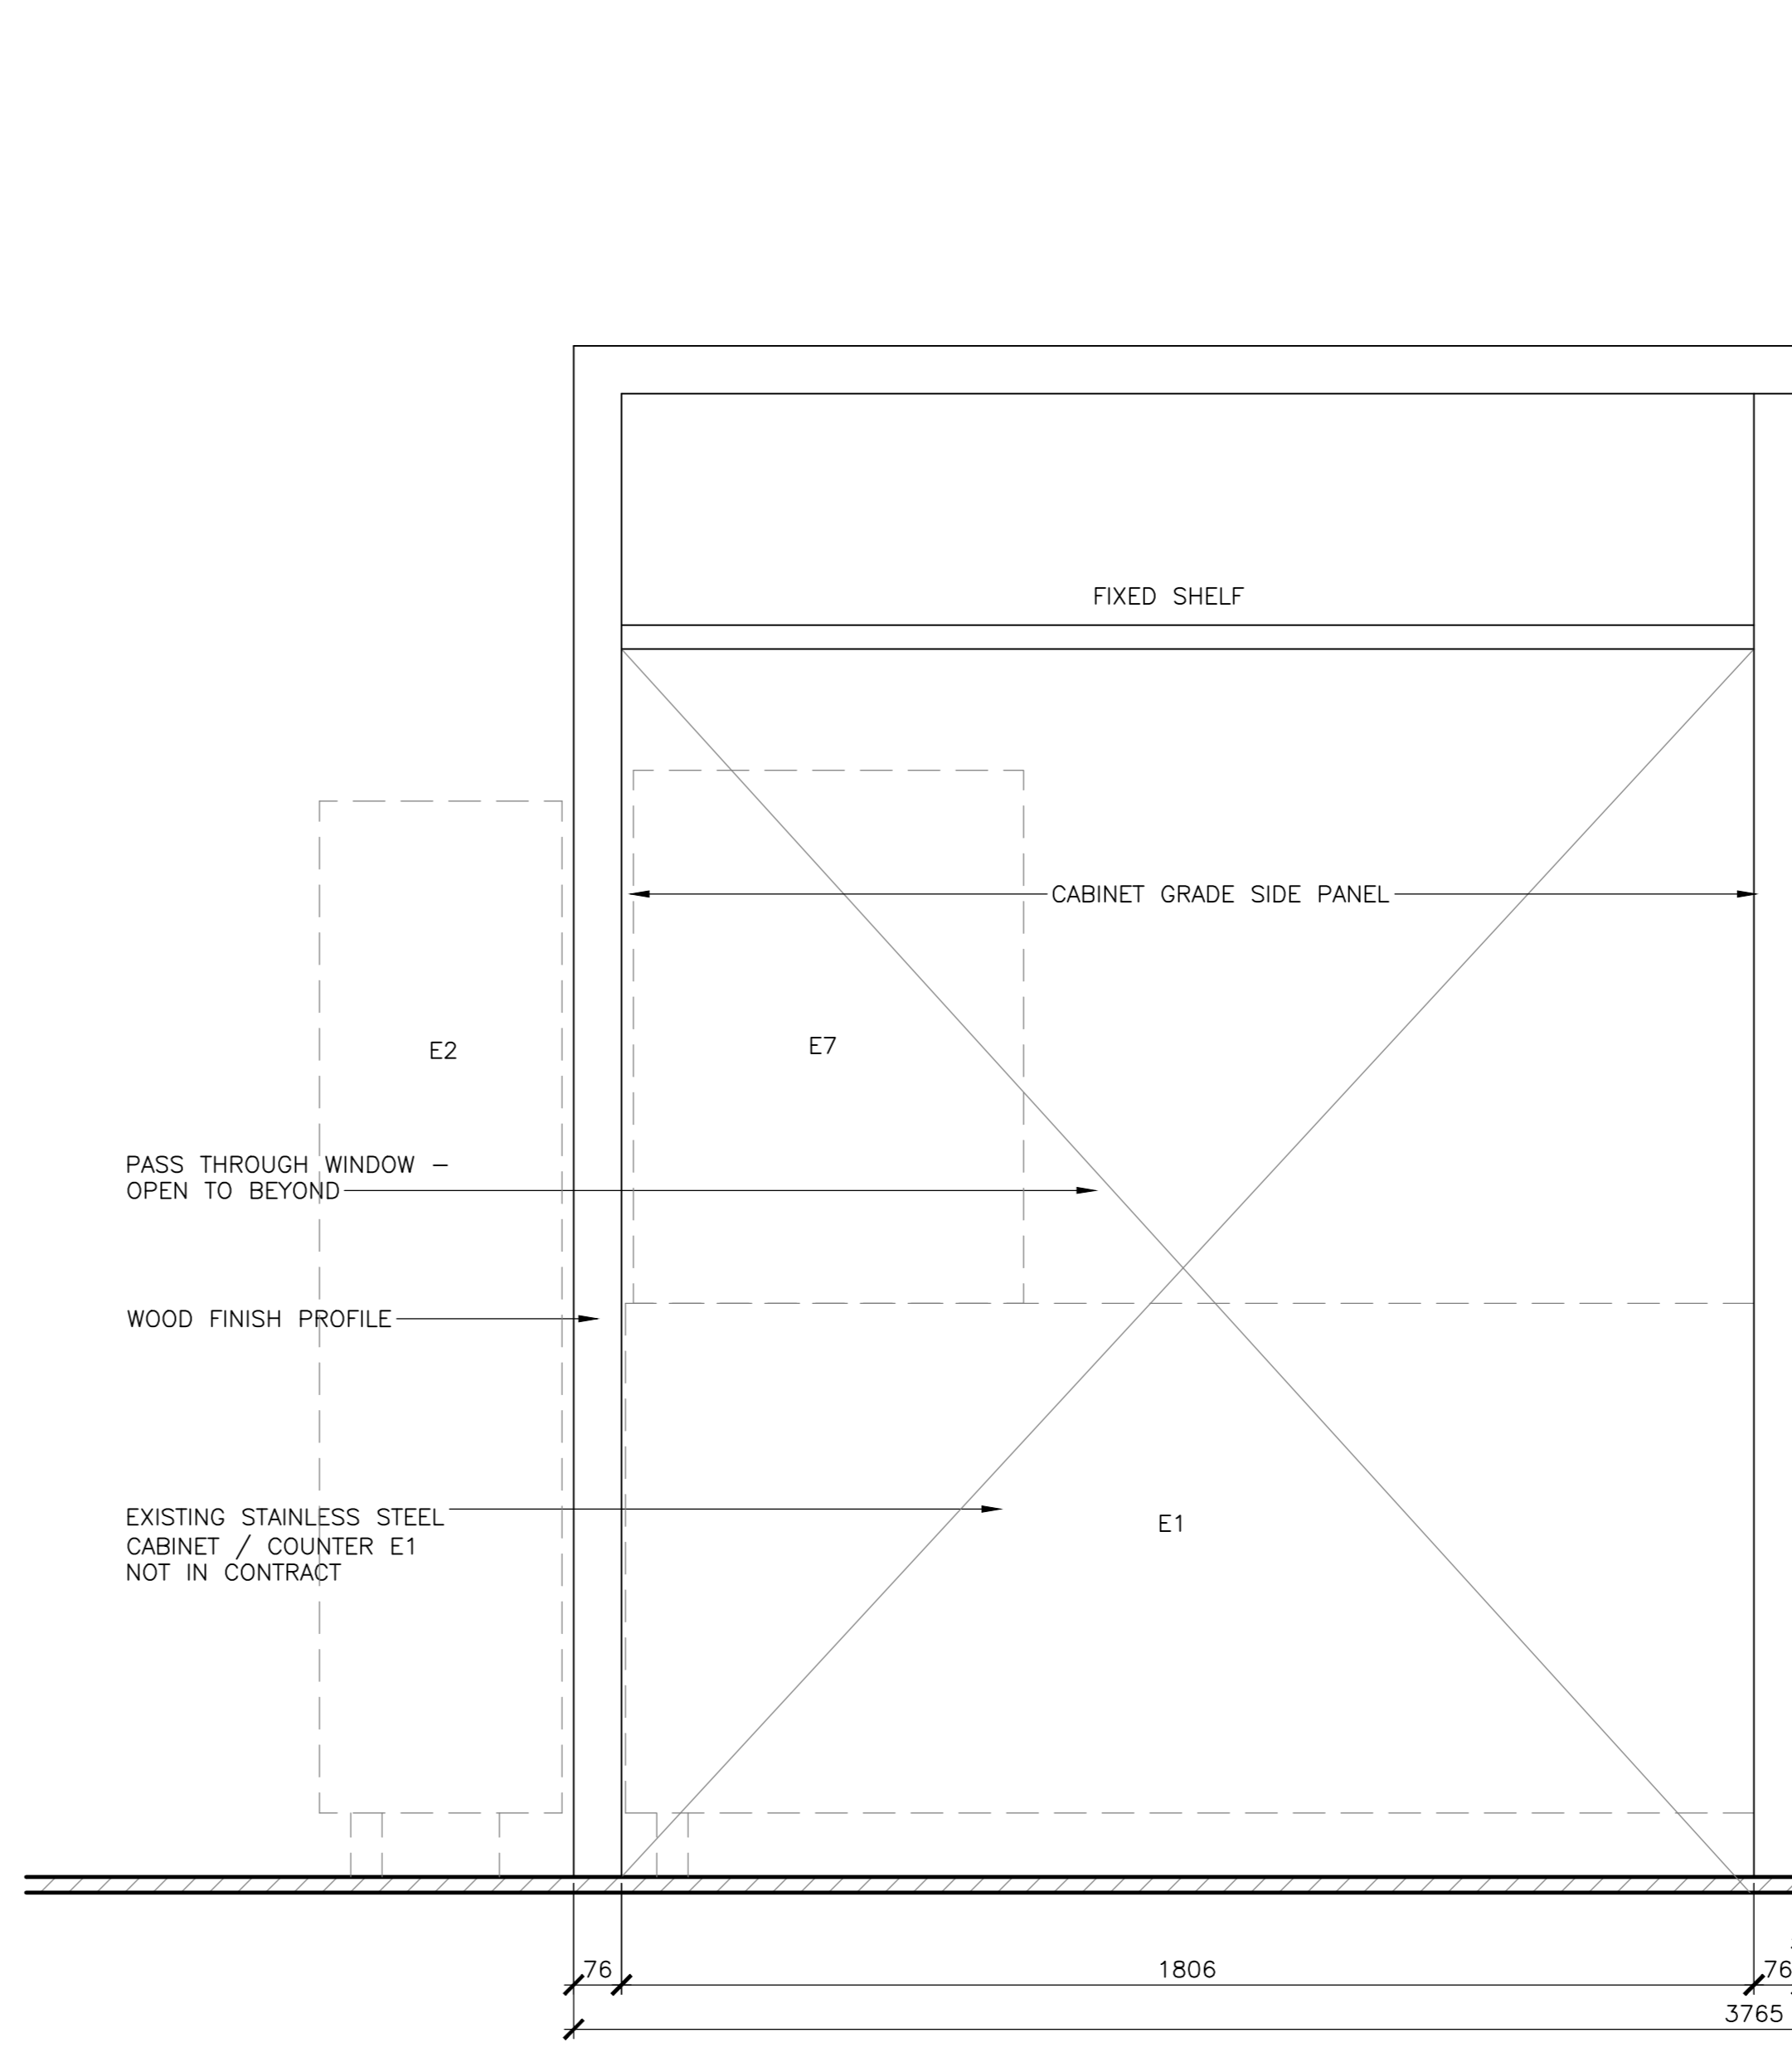 FIXED SHELF
CABINET GRADE SIDE PANEL
E2
E7
PASS THROUGH WINDOW –
OPEN TO BEYOND
WOOD FINISH PROFILE
EXISTING STAINLESS STEEL
CABINET / COUNTER E1
NOT IN CONTRACT
E1
76
1806
76
3765